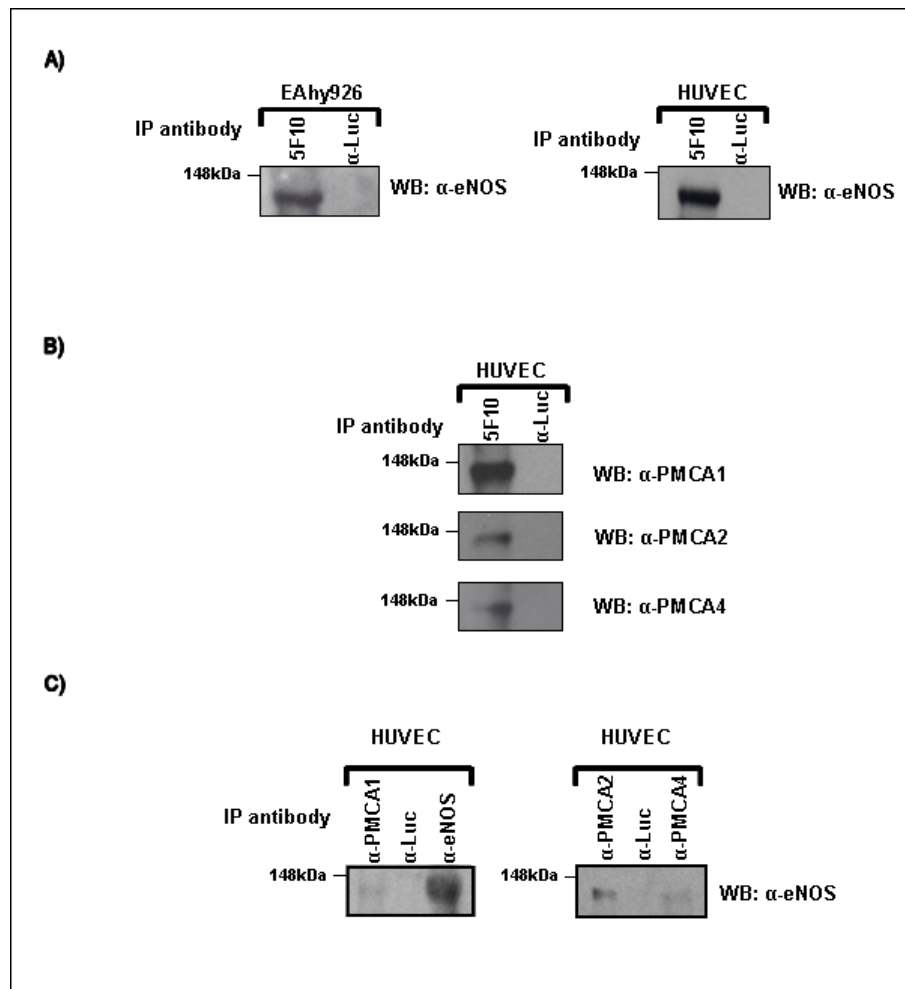 A)
EAhy926
IP antibody
5F10
α-Luc
148kDa
WB: α-eNOS
HUVEC
IP antibody
5F10
α-Luc
148kDa
WB: α-eNOS
B)
HUVEC
IP antibody
5F10
α-Luc
148kDa
WB: α-PMCA1
148kDa
WB: α-PMCA2
148kDa
WB: α-PMCA4
C)
HUVEC
IP antibody
α-PMCA1
α-Luc
α-eNOS
148kDa
HUVEC
α-PMCA2
α-Luc
α-PMCA4
148kDa
WB: α-eNOS